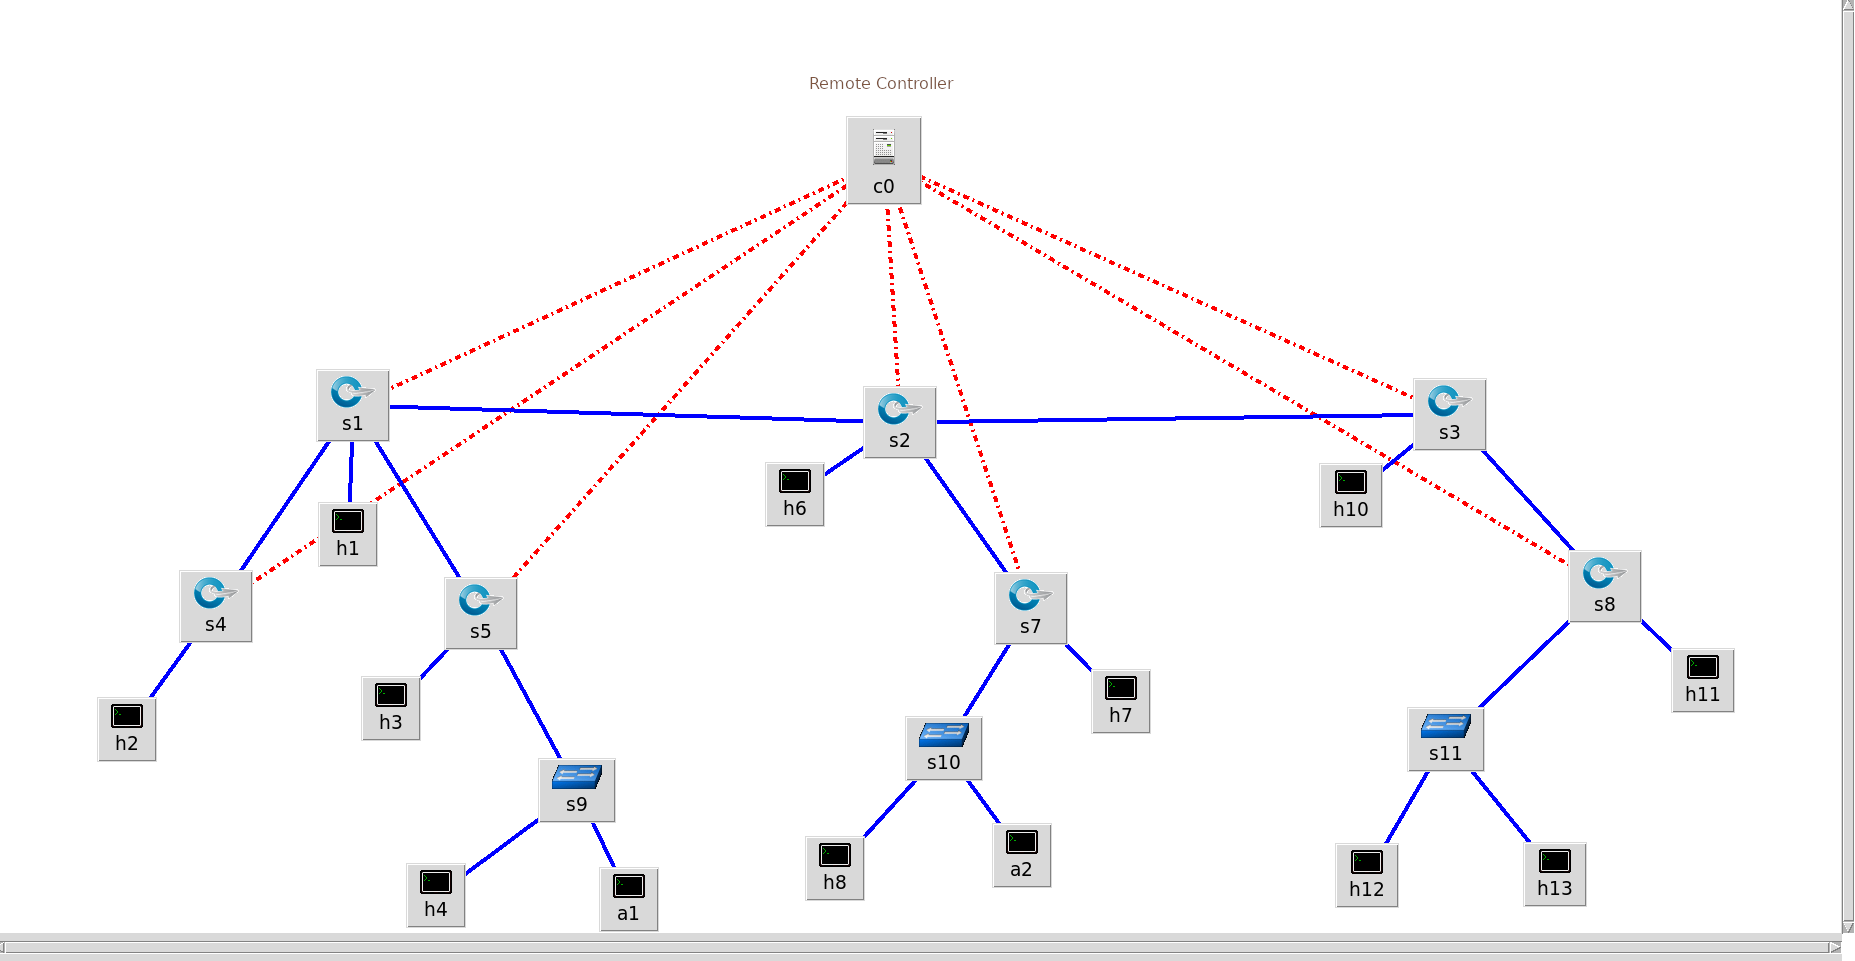 Remote Controller
c0
s1
s2
s3
h6
h10
h1
s4
s5
s7
s8
h2
h3
h7
h11
s9
s10
s11
h4
a1
h8
a2
h12
h13